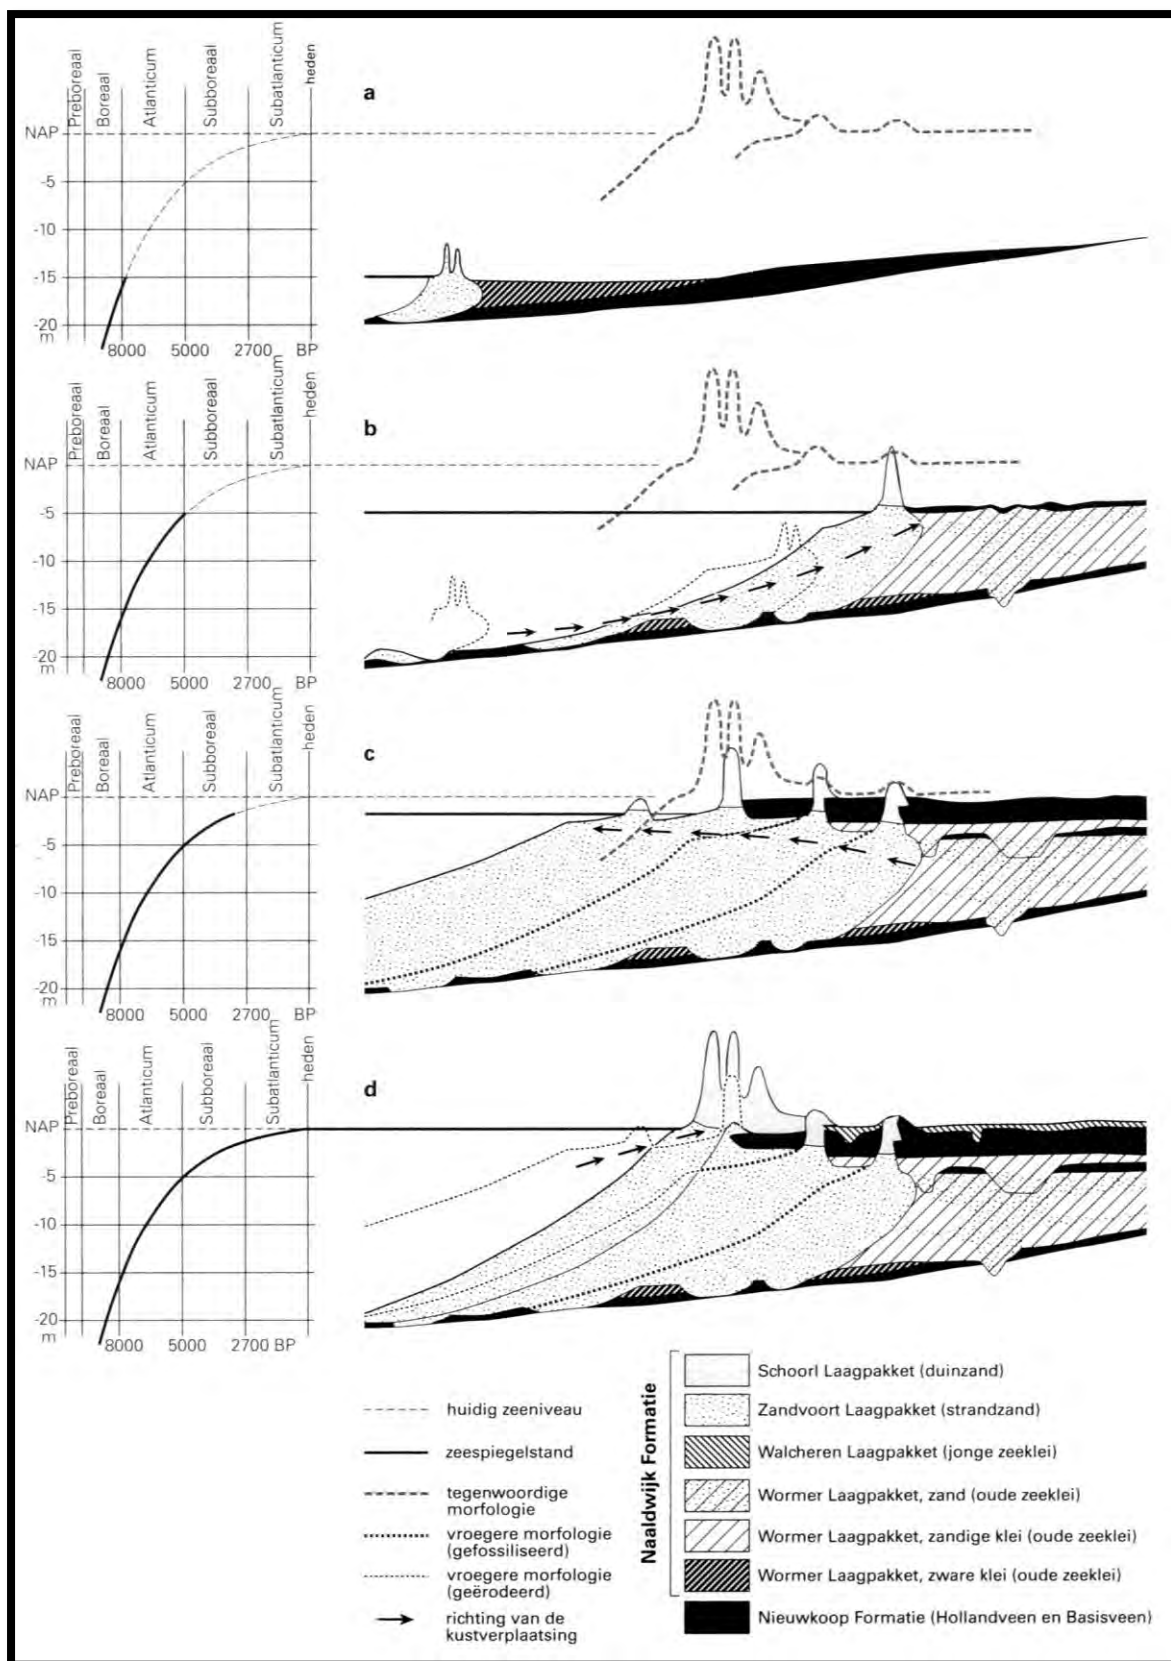 Preboreaal
Boreaal
Atlanticum
Subboreaal
Subatlanticum
heden
a
NAP
-5
-10
-15
-20
m
8000 5000 2700 BP
Preboreaal
Boreaal
Atlanticum
Subboreaal
Subatlanticum
heden
b
NAP
-5
-10
-15
-20
m
8000 5000 2700 BP
Preboreaal
Boreaal
Atlanticum
Subboreaal
Subatlanticum
heden
c
NAP
-5
-10
-15
-20
m
8000 5000 2700 BP
Preboreaal
Boreaal
Atlanticum
Subboreaal
Subatlanticum
heden
d
NAP
-5
-10
-15
-20
m
8000 5000 2700 BP
huidig zeeniveau
zeespiegelstand
tegenwoordige
morfologie
vroegere morfologie
(gefossiliseerd)
vroegere morfologie
(geërodeerd)
richting van de
kustverplaatsing
Naaldwijk Formatie
Schoorl Laagpakket (duinzand)
Zandvoort Laagpakket (strandzand)
Walcheren Laagpakket (jonge zeeklei)
Wormer Laagpakket, zand (oude zeeklei)
Wormer Laagpakket, zandige klei (oude zeeklei)
Wormer Laagpakket, zware klei (oude zeeklei)
Nieuwkoop Formatie (Hollandveen en Basisveen)